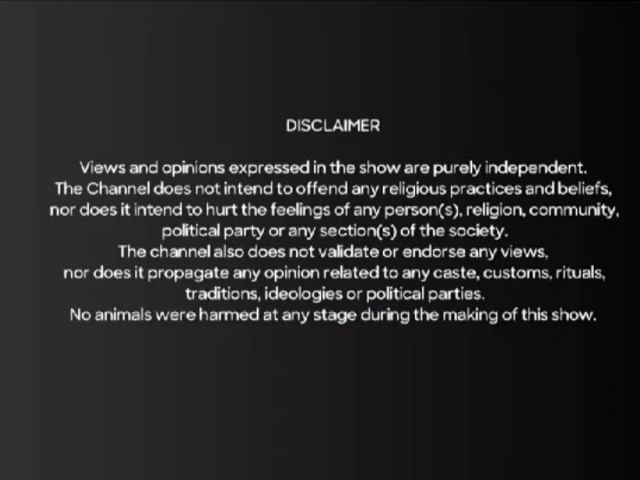 DISCLAIMER
Views and opinions expressed in the show are purely independent.
The Channel does not intend to offend any religious practices and beliefs,
nor does it intend to hurt the feelings of any person(s), religion, community,
political party or any section(s) of the society.
The channel also does not validate or endorse any views,
nor does it propagate any opinion related to any caste, customs, rituals,
traditions, ideologies or political parties.
No animals were harmed at any stage during the making of this show.